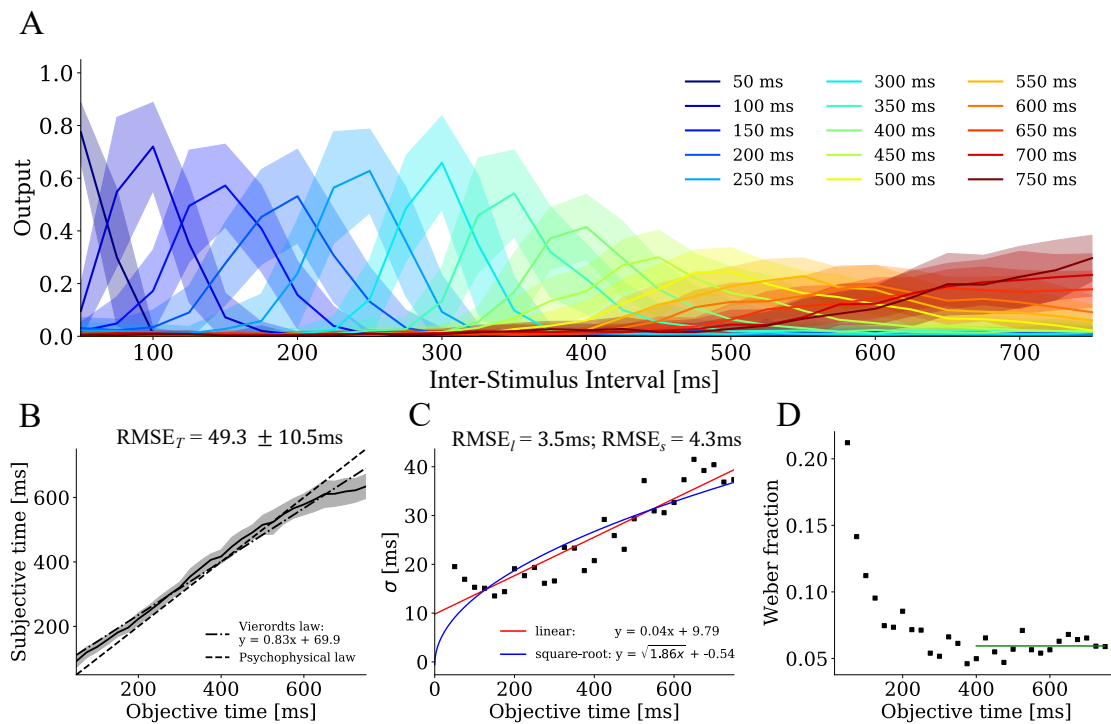 A
1.0
0.8
0.6
0.4
0.2
0.0
Output
50 ms
100 ms
150 ms
200 ms
250 ms
300 ms
350 ms
400 ms
450 ms
500 ms
550 ms
600 ms
650 ms
700 ms
750 ms
100 200 300 400 500 600 700
Inter-Stimulus Interval [ms]
B
RMSE_T = 49.3 ± 10.5ms
Subjective time [ms]
600
400
200
Vierordts law:
y = 0.83x + 69.9
Psychophysical law
200 400 600
Objective time [ms]
C
RMSE_l = 3.5ms; RMSE_s = 4.3ms
σ [ms]
40
30
20
10
0
linear: y = 0.04x + 9.79
square-root: y = √1.86x + -0.54
0 200 400 600
Objective time [ms]
D
Weber fraction
0.20
0.15
0.10
0.05
200 400 600
Objective time [ms]